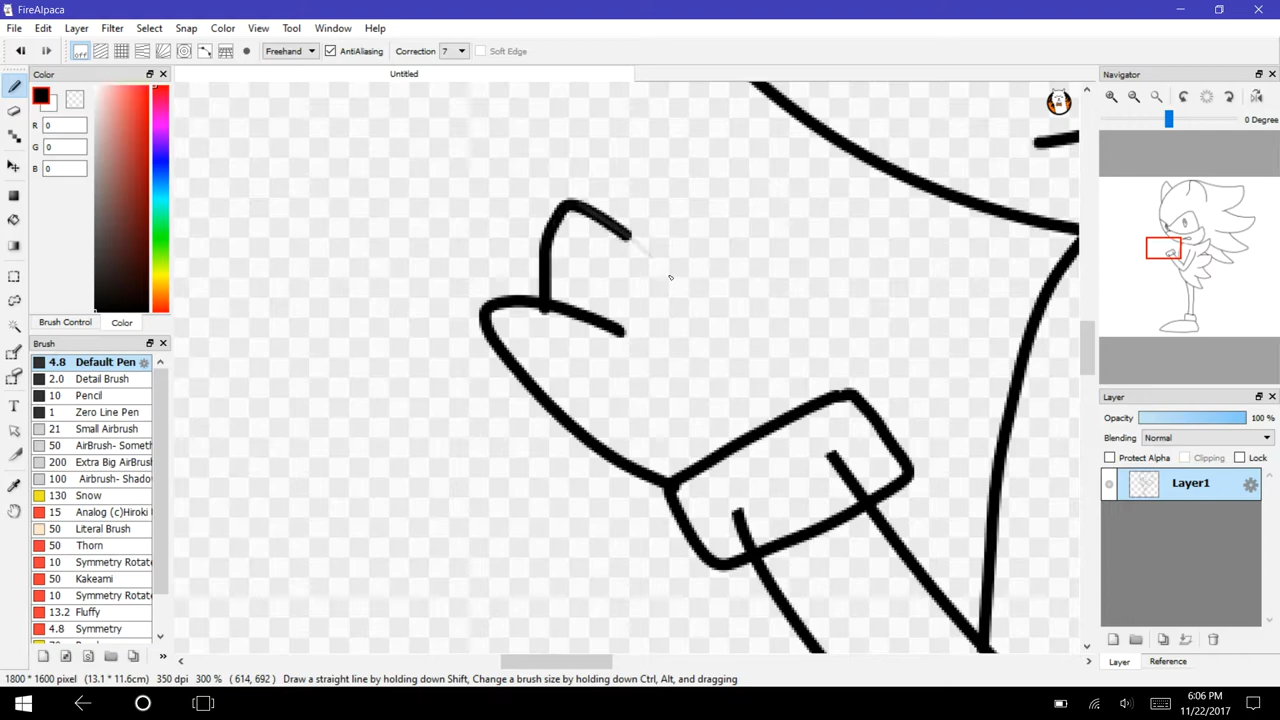 FireAlpaca
File Edit Layer Filter Select Snap Color View Tool Window Help
off Freehand AntiAliasing Correction 7 Soft Edge
Color
Untitled
Navigator
R 0
G 0
B 0
0 Degree
Brush Control Color
Brush
4.8 Default Pen
2.0 Detail Brush
10 Pencil
1 Zero Line Pen
21 Small Airbrush
50 AirBrush- Someth
200 Extra Big AirBrush
100 Airbrush- Shado
130 Snow
15 Analog (c)Hiroki
50 Literal Brush
50 Thorn
10 Symmetry Rotate
50 Kakeami
10 Symmetry Rotate
13.2 Fluffy
4.8 Symmetry
Layer
Opacity 100 %
Blending Normal
Protect Alpha Clipping Lock
Layer1
Layer Reference
1800 * 1600 pixel (13.1 * 11.6cm) 350 dpi 300 % ( 614, 692 ) Draw a straight line by holding down Shift, Change a brush size by holding down Ctrl, Alt, and dragging
6:06 PM
11/22/2017